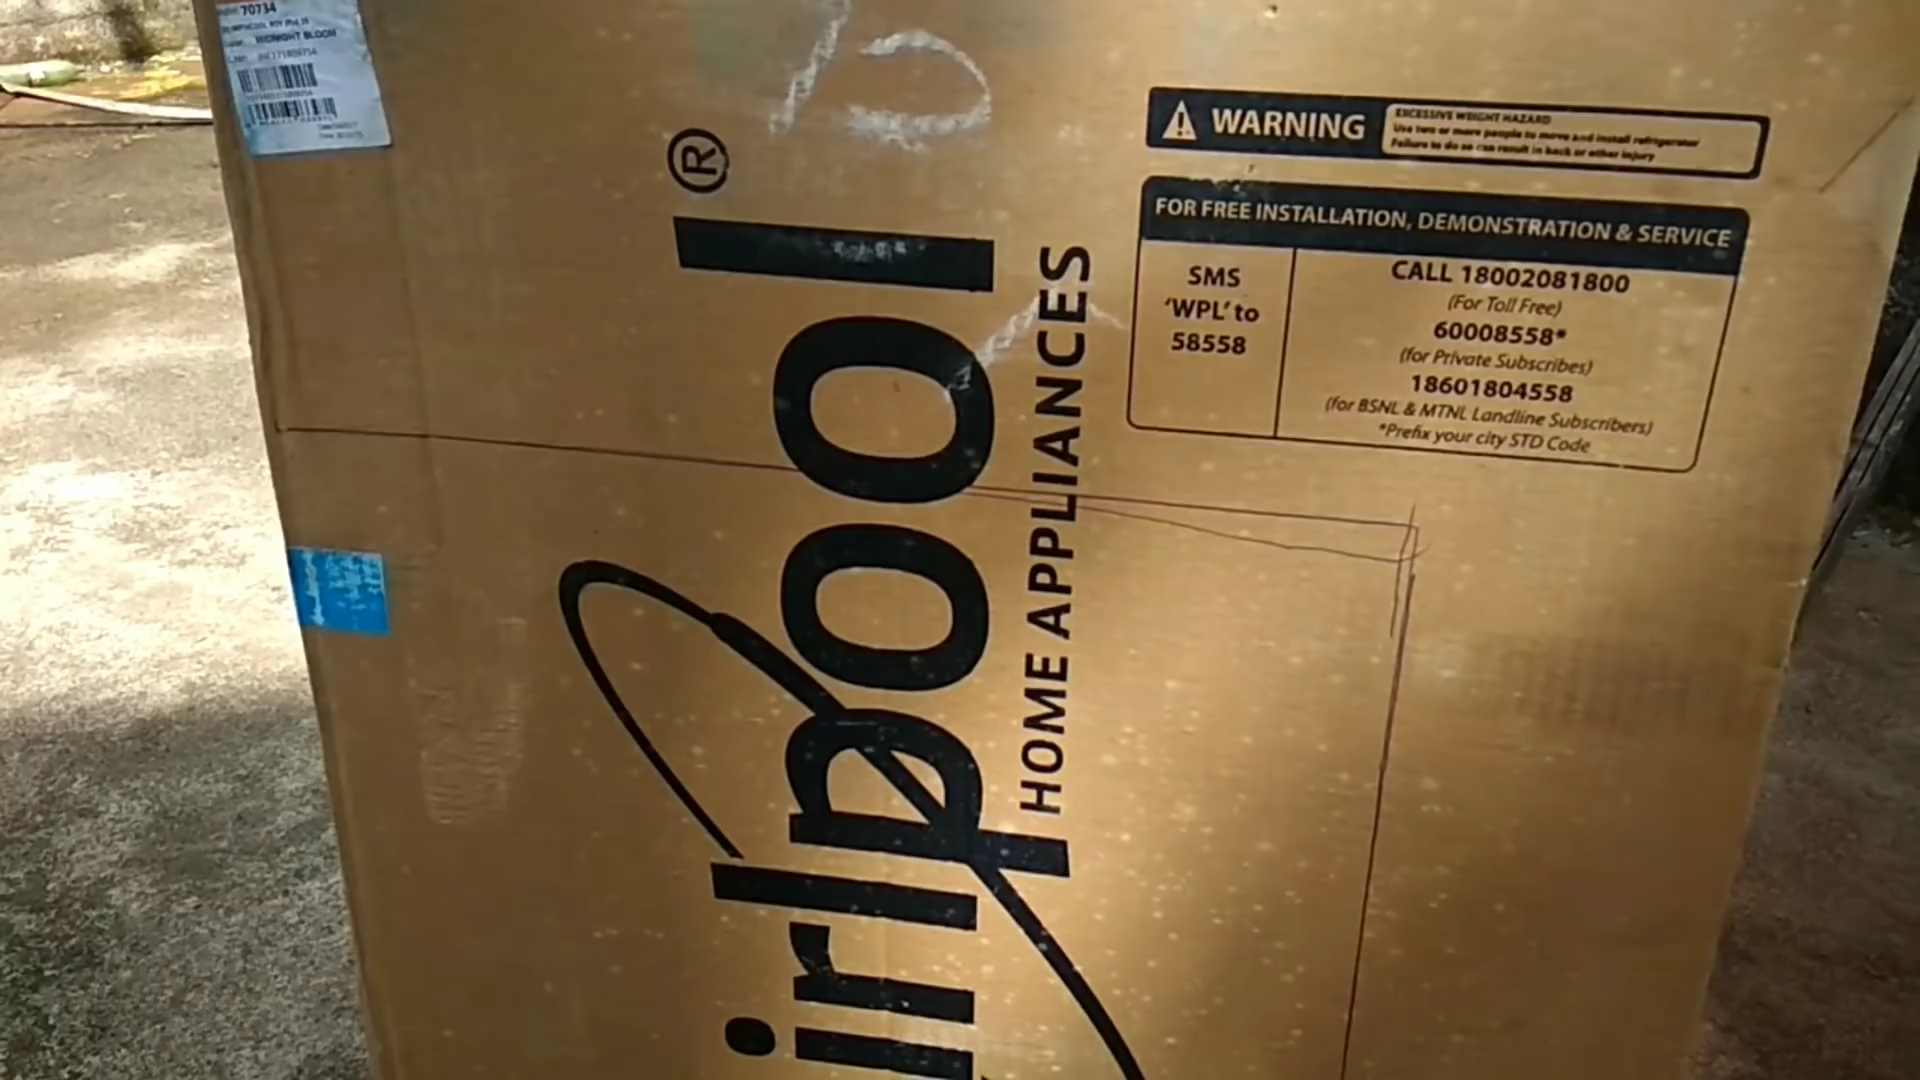 70734
MIDNIGHT BLOOM
WARNING
EXCESSIVE WEIGHT HAZARD
Use two or more people to move and install refrigerator
Failure to do so can result in back or other injury
FOR FREE INSTALLATION, DEMONSTRATION & SERVICE
SMS
'WPL' to
58558
CALL 18002081800
(For Toll Free)
60008558*
(for Private Subscribes)
18601804558
(for BSNL & MTNL Landline Subscribers)
*Prefix your city STD Code
irlpool®
HOME APPLIANCES